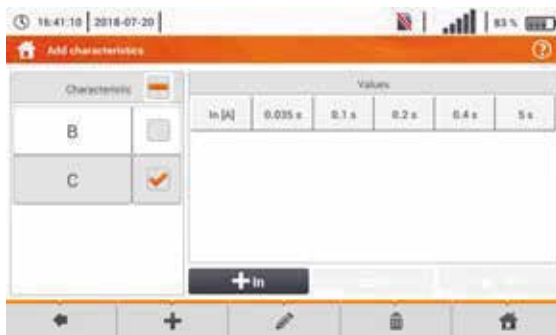 16:41:10 2018-07-20 83 %
Add characteristics
Characteristic
Values
In [A] 0.035 s 0.1 s 0.2 s 0.4 s 5 s
B
C
+In